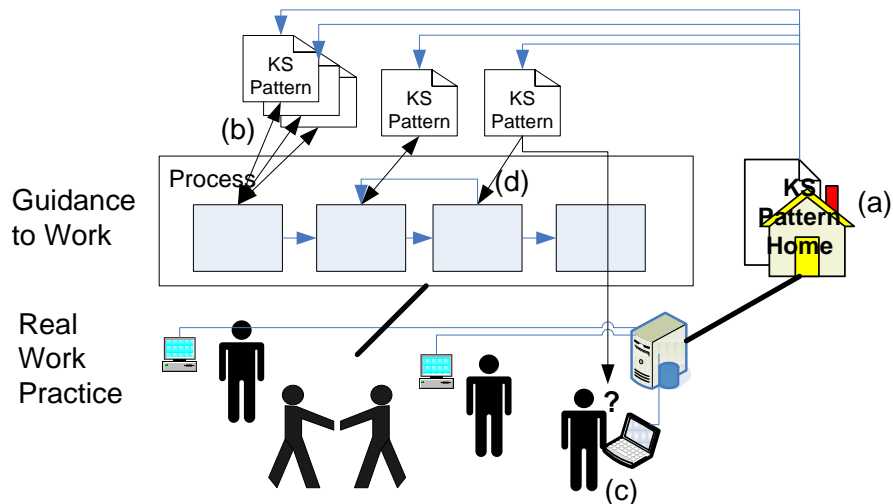 KS
Pattern
KS
Pattern
KS
Pattern
(b)
Process
(d)
Guidance
to Work
KS
Pattern
Home
(a)
Real
Work
Practice
?
(c)